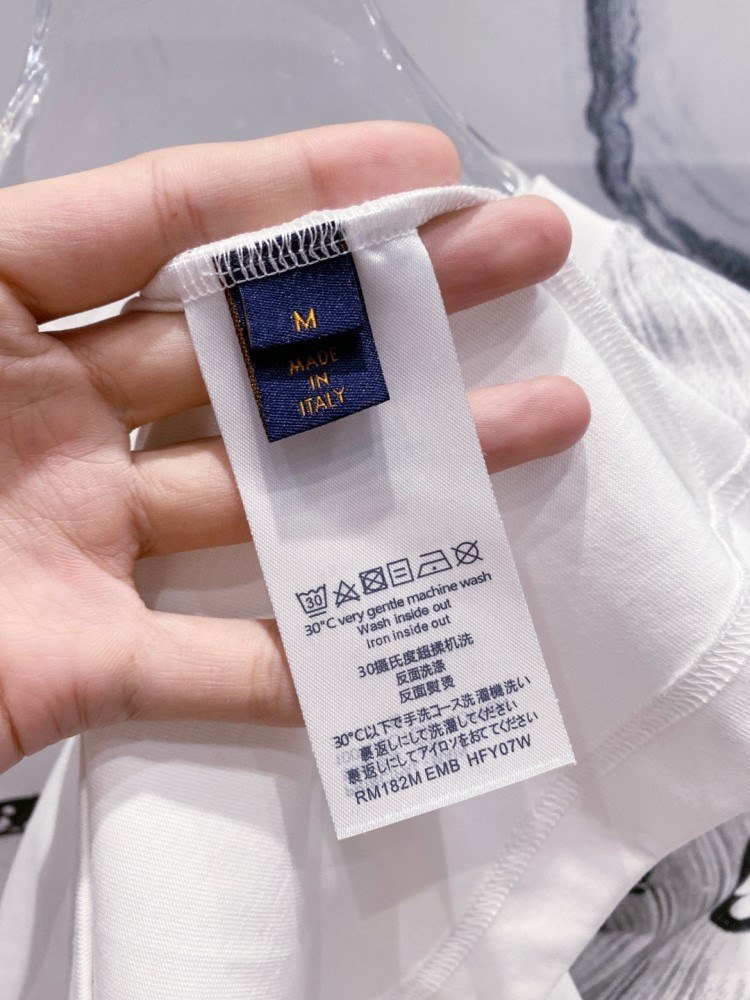 M
MADE
IN
ITALY
30
30°C very gentle machine wash
Wash inside out
Iron inside out
30摄氏度超揉机洗
反面洗涤
反面熨烫
30°C以下で手洗コース洗濯機洗い
裏返しにして洗濯してください
裏返しにしてアイロンをおてください
RM182M EMB HFY07W